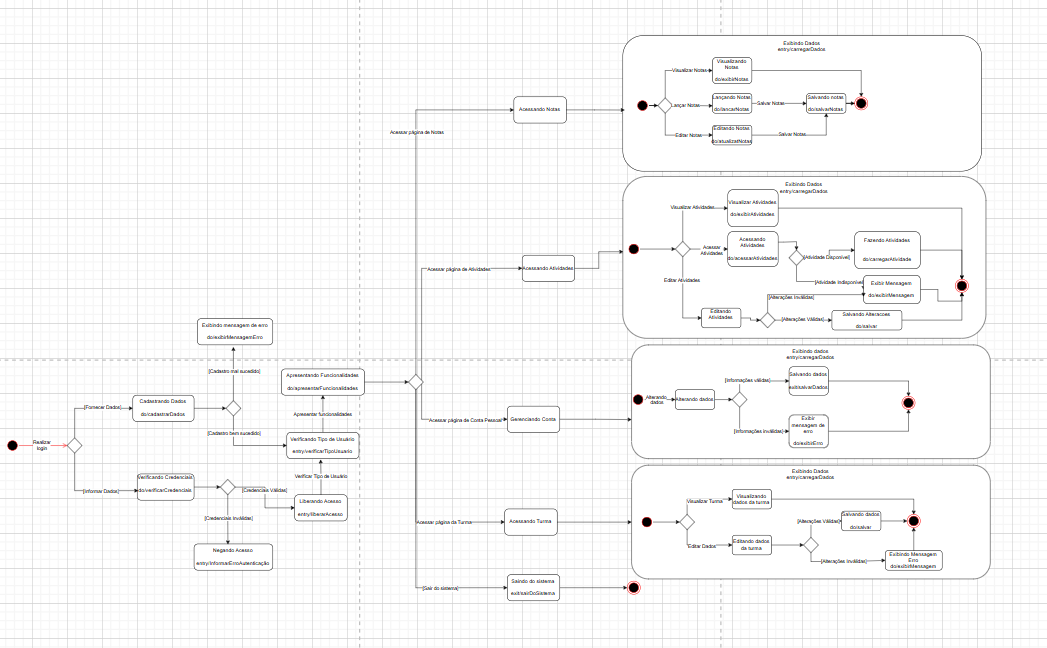 Exibindo Dados
entry/carregarDados
Visualizar Notas
Visualizando
Notas
do/exibirNotas
Lançar Notas
Lançando Notas
do/lancarNotas
Salvar Notas
Salvando notas
do/salvarNotas
Editar Notas
Editando Notas
do/atualizatNotas
Salvar Notas
Acessando Notas
Acessar página de Notas
Exibindo Dados
entry/carregarDados
Visualizar Atividades
Visualizar Atividades
do/exibirAtividades
Acessar
Atividades
Acessando
Atividades
do/acessarAtividades
[Atividade Disponível]
Fazendo Atividades
do/carregarAtividade
[Atividade Indisponível]
Exibir Mensagem
do/exibirMensagem
Editar Atividades
Editando
Atividades
[Alterações Inválidas]
[Alterações Válidas]
Salvando Alteracoes
do/salvar
Acessar página de Atividades
Acessando Atividades
Exibindo dados
entry/carregarDados
Alterando
dados
Alterando dados
[Informações válidas]
Salvando dados
exit/salvarDados
[Informações Inválidas]
Exibir
mensagem de
erro
do/exibirErro
Acessar página de Conta Pessoal
Gerenciando Conta
Exibindo Dados
entry/carregarDados
Visualizar Turma
Visualizando
dados da turma
Editar Dados
Editando dados
da turma
[Alterações Válidas]
Salvando dados
do/salvar
[Alterações Inválidas]
Exibindo Mensagem
Erro
do/exibirMensagem
Acessar página da Turma
Acessando Turma
[Sair do sistema]
Saindo do sistema
exit/sairDoSistema
Exibindo mensagem de erro
do/exibirMensagemErro
[Cadastro mal sucedido]
Apresentando Funcionalidades
do/apresentarFuncionalidades
[Fornecer Dados]
Cadastrando Dados
do/cadastrarDados
Apresentar funcionalidades
[Cadastro bem sucedido]
Verificando Tipo de Usuário
entry/verificarTipoUsuario
Realizar
login
Verificar Tipo de Usuário
[Informar Dados]
Verificando Credenciais
do/verificarCredenciais
[Credenciais Válidas]
Liberando Acesso
entry/liberarAcesso
[Credenciais Inválidas]
Negando Acesso
entry/InformarErroAutenticação